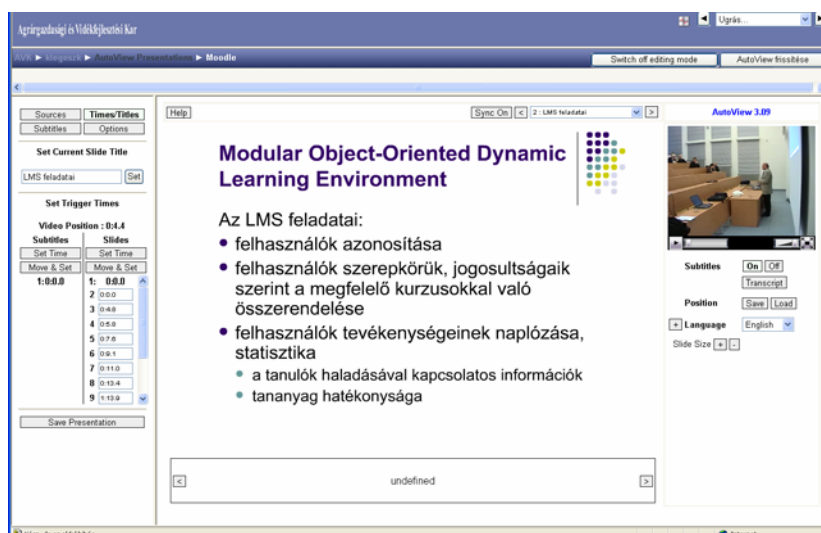 Agrárgazdasági és Vidékfejlesztési Kar
Ugrás...
AVK ► kiegeszk ► AutoView Presentations ► Moodle
Switch off editing mode
AutoView frissítése
Sources
Times/Titles
Subtitles
Options
Set Current Slide Title
LMS feladatai
Set
Set Trigger Times
Video Position : 0:4.4
Subtitles Slides
Set Time Set Time
Move & Set Move & Set
1:0:0.0 1: 0:0.0
2 0:0.0
3 0:4.8
4 0:5.8
5 0:7.6
6 0:9.1
7 0:11.0
8 0:13.4
9 1:13.9
Save Presentation
Help
Sync On < 2 : LMS feladatai >
Modular Object-Oriented Dynamic
Learning Environment
Az LMS feladatai:
• felhasználók azonosítása
• felhasználók szerepkörük, jogosultságaik
szerint a megfelelő kurzusokkal való
összerendelése
• felhasználók tevékenységeinek naplózása,
statisztika
• a tanulók haladásával kapcsolatos információk
• tananyag hatékonysága
< undefined >
AutoView 3.09
Subtitles On Off
Transcript
Position Save Load
+ Language English
Slide Size + -